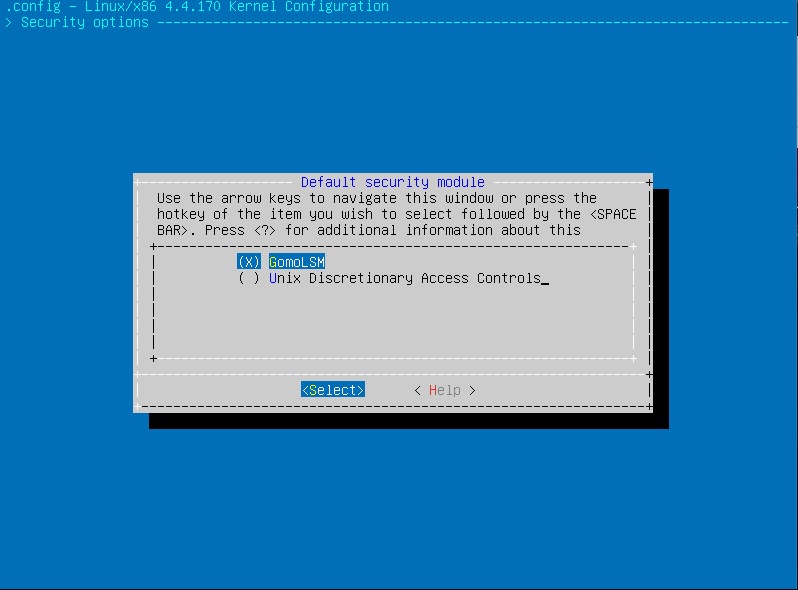 .config - Linux/x86 4.4.170 Kernel Configuration
> Security options
Default security module
Use the arrow keys to navigate this window or press the
hotkey of the item you wish to select followed by the <SPACE
BAR>. Press <?> for additional information about this
(X) GomoLSM
( ) Unix Discretionary Access Controls_
<Select> < Help >